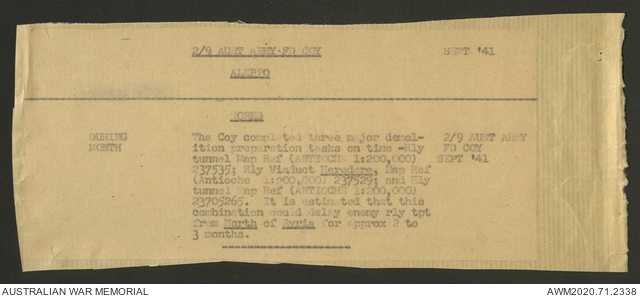 2/9 AUST ARMY FD COY SEPT '41
ALEPPO
WORKS
DURING MONTH
The Coy completed three major demol-
ition preparation tasks on time -Rly
tunnel Map Ref (ANTIOCHE 1:200,000)
237535; Rly Viaduct Haradere, Map Ref
(Antioche 1:200,000) 237529; and Rly
tunnel Map Ref (ANTIOCHE 1:200,000)
23705265. It is estimated that this
combination would delay enemy rly tpt
from North of Syria for approx 2 to
3 months.
2/9 AUST ARMY
FD COY
SEPT '41
AUSTRALIAN WAR MEMORIAL
AWM2020.71.2338